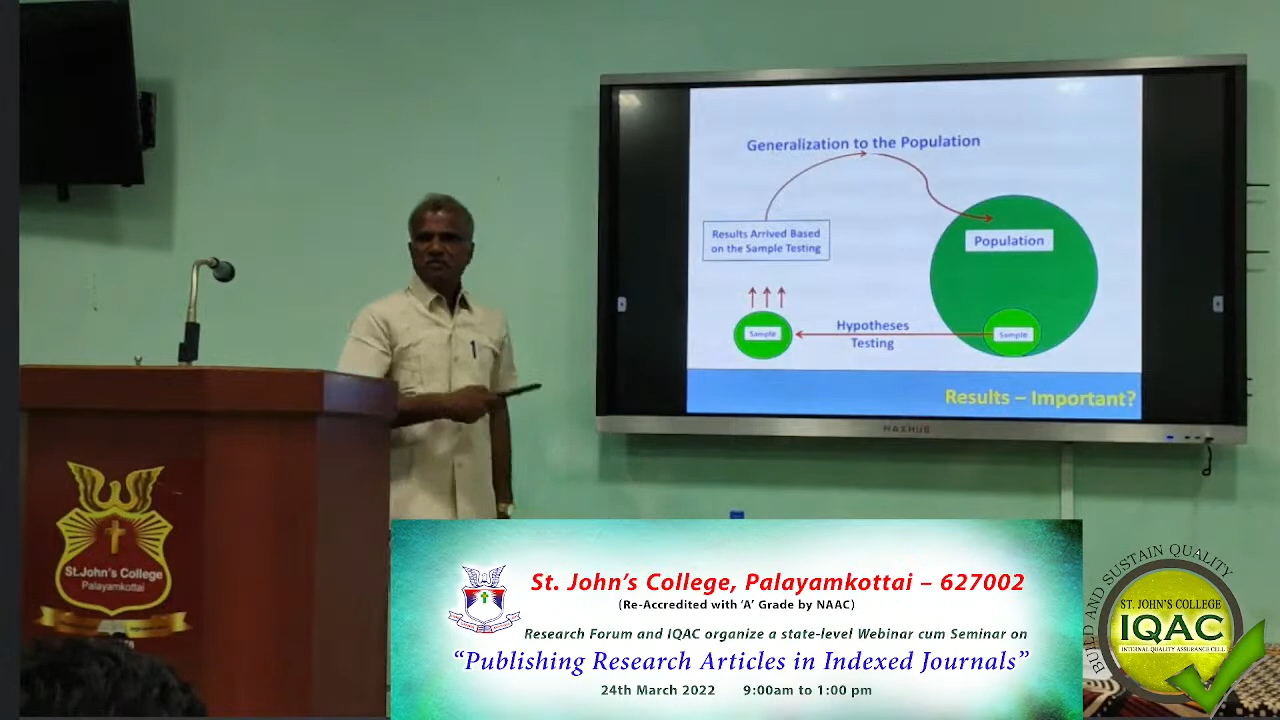 Generalization to the Population
Results Arrived Based
on the Sample Testing
Population
Sample
Hypotheses
Testing
Sample
Results – Important?
MAXHUB
St.John's College
Palayamkottai
St. John's College, Palayamkottai – 627002
(Re-Accredited with 'A' Grade by NAAC)
Research Forum and IQAC organize a state-level Webinar cum Seminar on
"Publishing Research Articles in Indexed Journals"
24th March 2022 9:00am to 1:00 pm
BUILD AND SUSTAIN QUALITY
ST. JOHN'S COLLEGE
IQAC
INTERNAL QUALITY ASSURANCE CELL